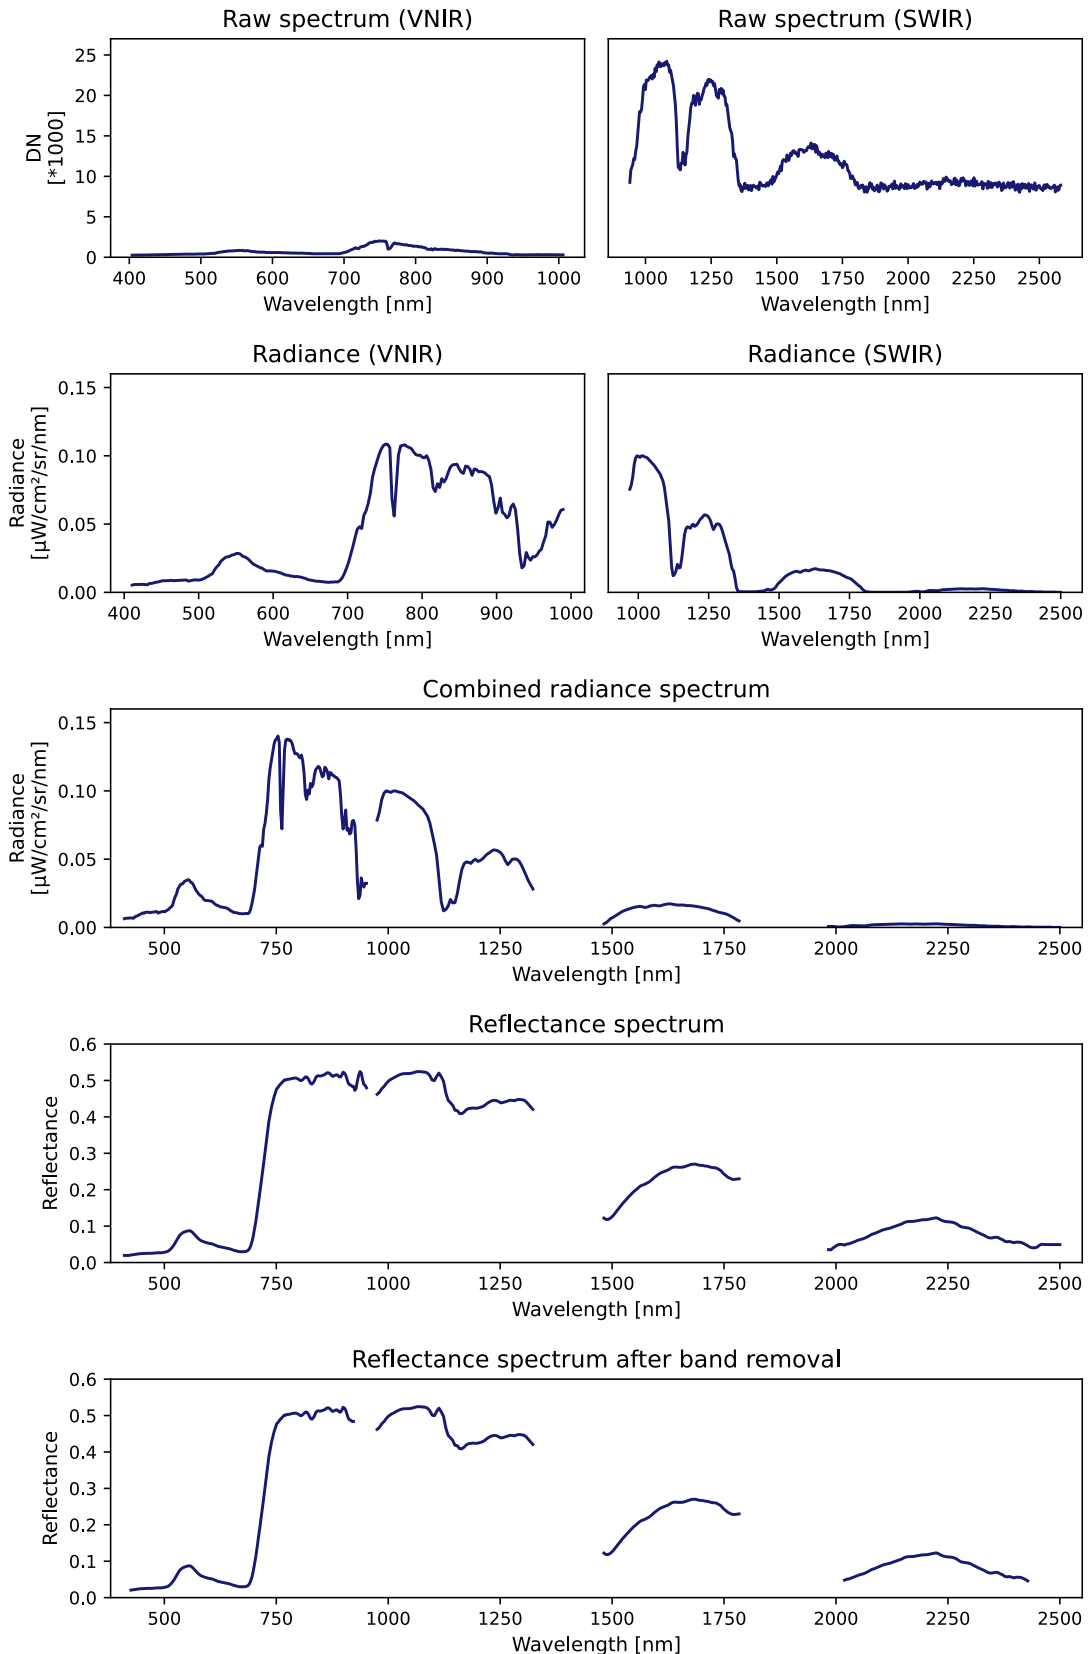 Raw spectrum (VNIR)
Raw spectrum (SWIR)
DN
[*1000]
25
20
15
10
5
0
400 500 600 700 800 900 1000
1000 1250 1500 1750 2000 2250 2500
Wavelength [nm]
Wavelength [nm]
Radiance (VNIR)
Radiance (SWIR)
Radiance
[µW/cm²/sr/nm]
0.15
0.10
0.05
0.00
400 500 600 700 800 900 1000
1000 1250 1500 1750 2000 2250 2500
Wavelength [nm]
Wavelength [nm]
Combined radiance spectrum
Radiance
[µW/cm²/sr/nm]
0.15
0.10
0.05
0.00
500 750 1000 1250 1500 1750 2000 2250 2500
Wavelength [nm]
Reflectance spectrum
Reflectance
0.6
0.5
0.4
0.3
0.2
0.1
0.0
500 750 1000 1250 1500 1750 2000 2250 2500
Wavelength [nm]
Reflectance spectrum after band removal
Reflectance
0.6
0.5
0.4
0.3
0.2
0.1
0.0
500 750 1000 1250 1500 1750 2000 2250 2500
Wavelength [nm]